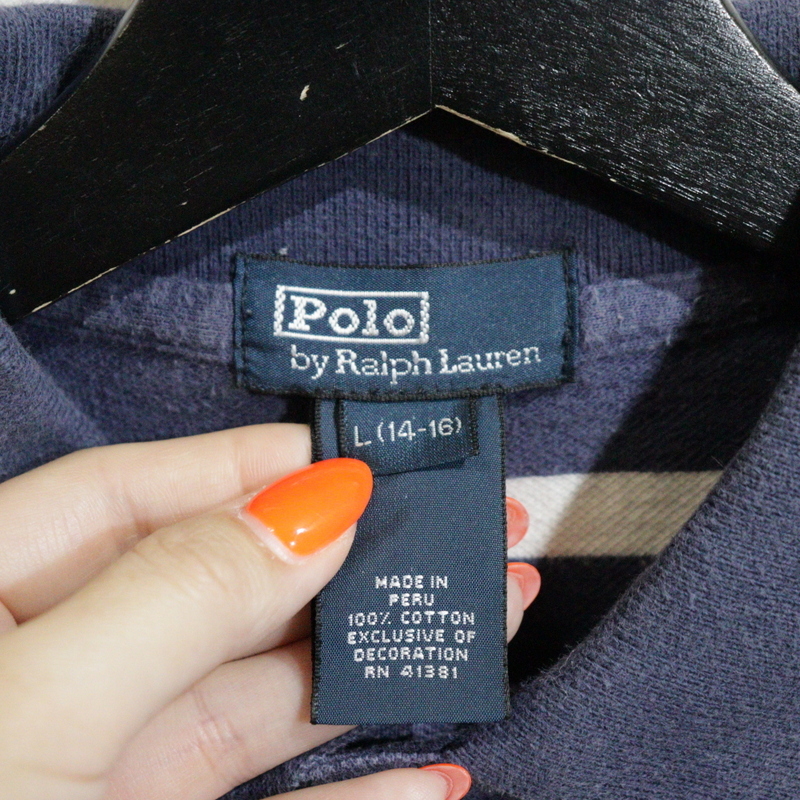 Polo
by Ralph Lauren
L (14-16)
MADE IN
PERU
100% COTTON
EXCLUSIVE OF
DECORATION
RN 41381